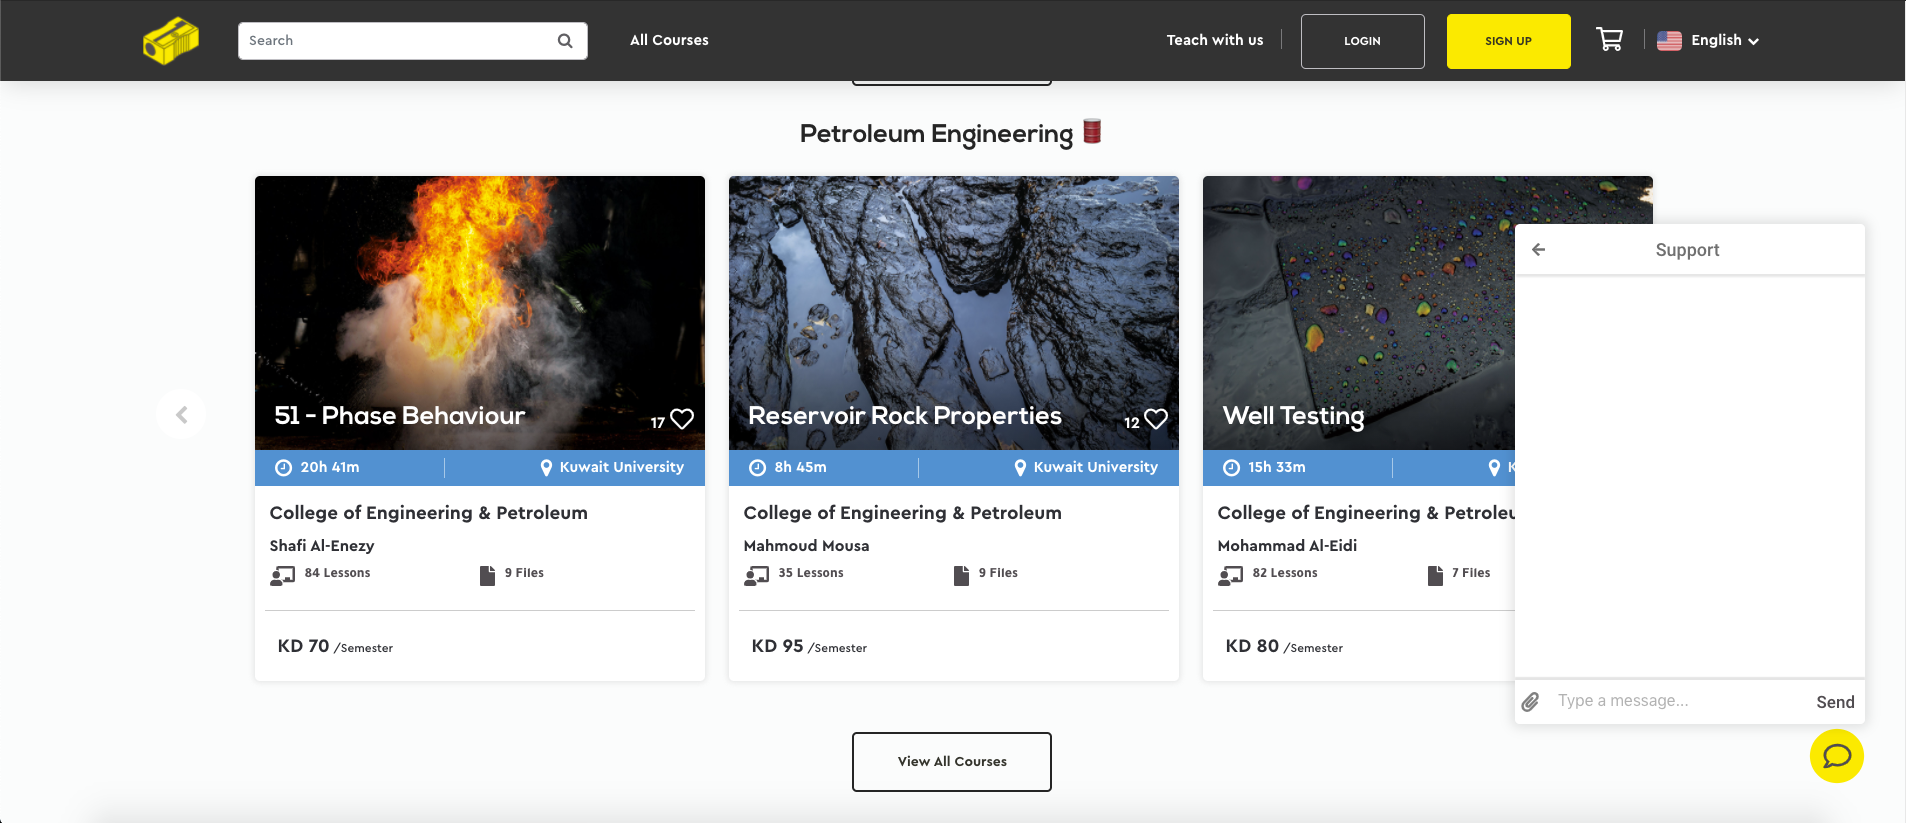 Search
All Courses
Teach with us
LOGIN
SIGN UP
English
Petroleum Engineering
51 - Phase Behaviour
17
20h 41m
Kuwait University
College of Engineering & Petroleum
Shafi Al-Enezy
84 Lessons
9 Files
KD 70 /Semester
Reservoir Rock Properties
12
8h 45m
Kuwait University
College of Engineering & Petroleum
Mahmoud Mousa
35 Lessons
9 Files
KD 95 /Semester
Well Testing
15h 33m
College of Engineering &
Mohammad Al-Eidi
82 Lessons
7 Files
KD 80 /Semester
Support
Type a message...
Send
View All Courses